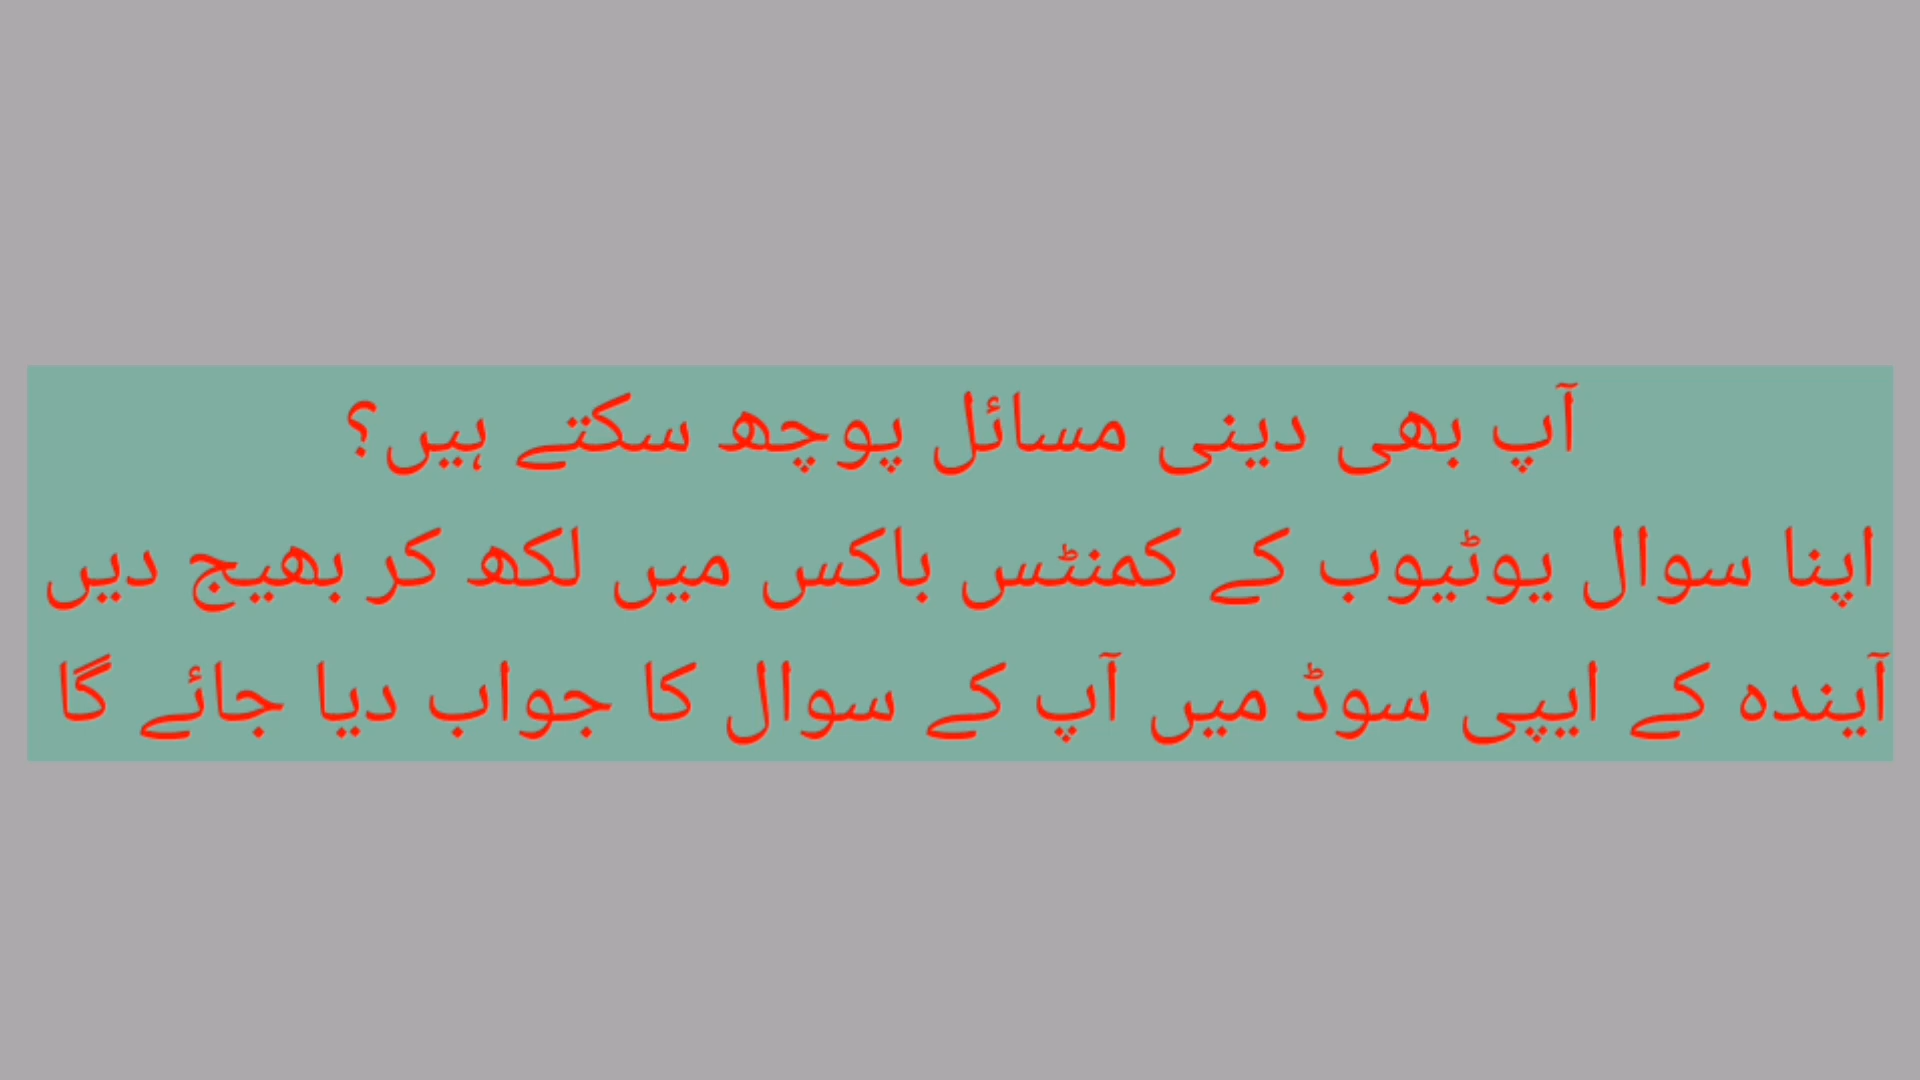 آپ بھی دینی مسائل پوچھ سکتے ہیں؟
اپنا سوال یوٹیوب کے کمنٹس باکس میں لکھ کر بھیج دیں
آیندہ کے ایپی سوڈ میں آپ کے سوال کا جواب دیا جائے گا